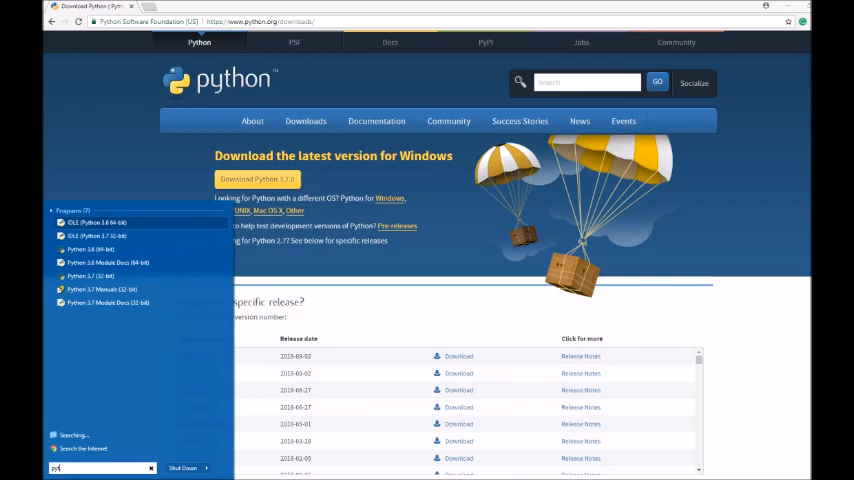 Download Python | Pyth
Python Software Foundation [US] https://www.python.org/downloads/
Python PSF Docs PyPI Jobs Community
python™
Search GO Socialize
About Downloads Documentation Community Success Stories News Events
Download the latest version for Windows
Download Python 3.7.0
Looking for Python with a different OS? Python for Windows,
UNIX, Mac OS X, Other
to help test development versions of Python? Pre-releases
ing for Python 2.7? See below for specific releases
Programs (7)
IDLE (Python 3.6 64-bit)
IDLE (Python 3.7 32-bit)
Python 3.6 (64-bit)
Python 3.6 Module Docs (64-bit)
Python 3.7 (32-bit)
Python 3.7 Manuals (32-bit)
Python 3.7 Module Docs (32-bit)
specific release?
version number:
Release date Click for more
2018-08-02 Download Release Notes
2018-08-02 Download Release Notes
2018-06-27 Download Release Notes
2018-06-27 Download Release Notes
2018-05-01 Download Release Notes
2018-03-28 Download Release Notes
2018-02-05 Download Release Notes
Searching...
Search the Internet
pyt
Shut Down